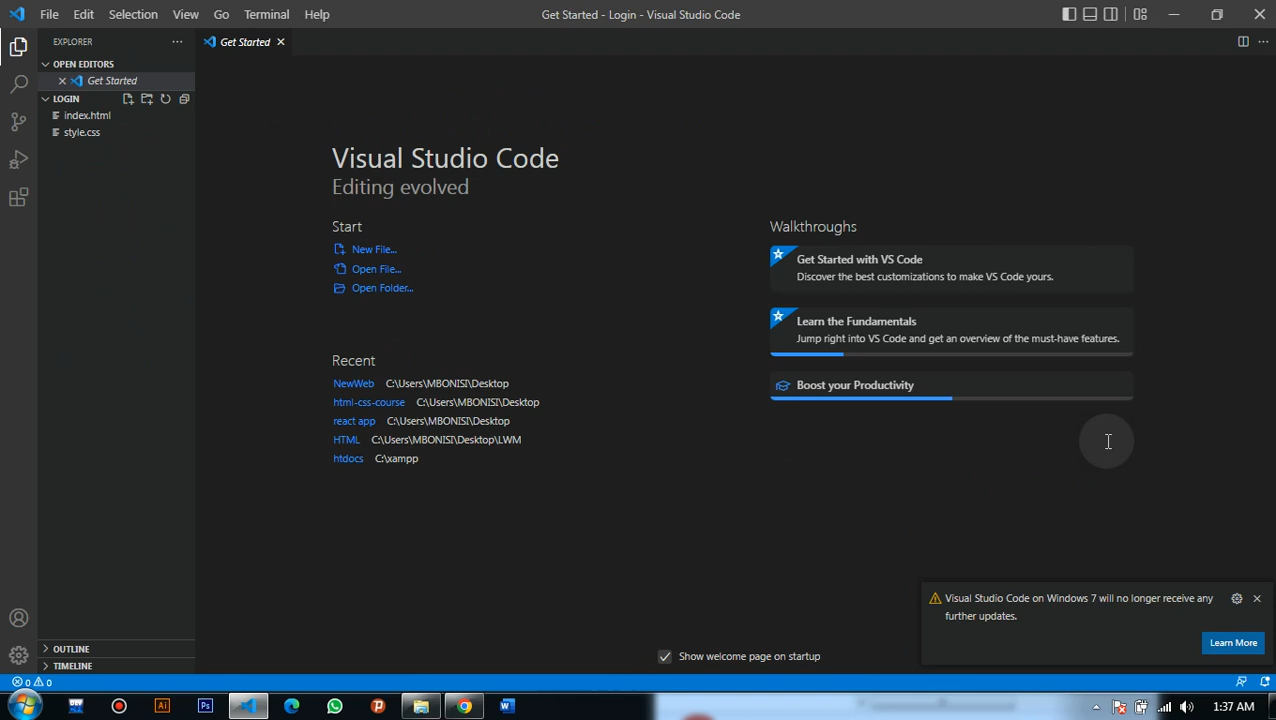 File Edit Selection View Go Terminal Help
Get Started - Login - Visual Studio Code
EXPLORER
Get Started
OPEN EDITORS
Get Started
LOGIN
index.html
style.css
Visual Studio Code
Editing evolved
Start
New File...
Open File...
Open Folder...
Recent
NewWeb C:\Users\MBONISI\Desktop
html-css-course C:\Users\MBONISI\Desktop
react app C:\Users\MBONISI\Desktop
HTML C:\Users\MBONISI\Desktop\LWM
htdocs C:\xampp
Walkthroughs
Get Started with VS Code
Discover the best customizations to make VS Code yours.
Learn the Fundamentals
Jump right into VS Code and get an overview of the must-have features.
Boost your Productivity
Visual Studio Code on Windows 7 will no longer receive any
further updates.
Learn More
Show welcome page on startup
OUTLINE
TIMELINE
0 0
Ai Ps
1:37 AM